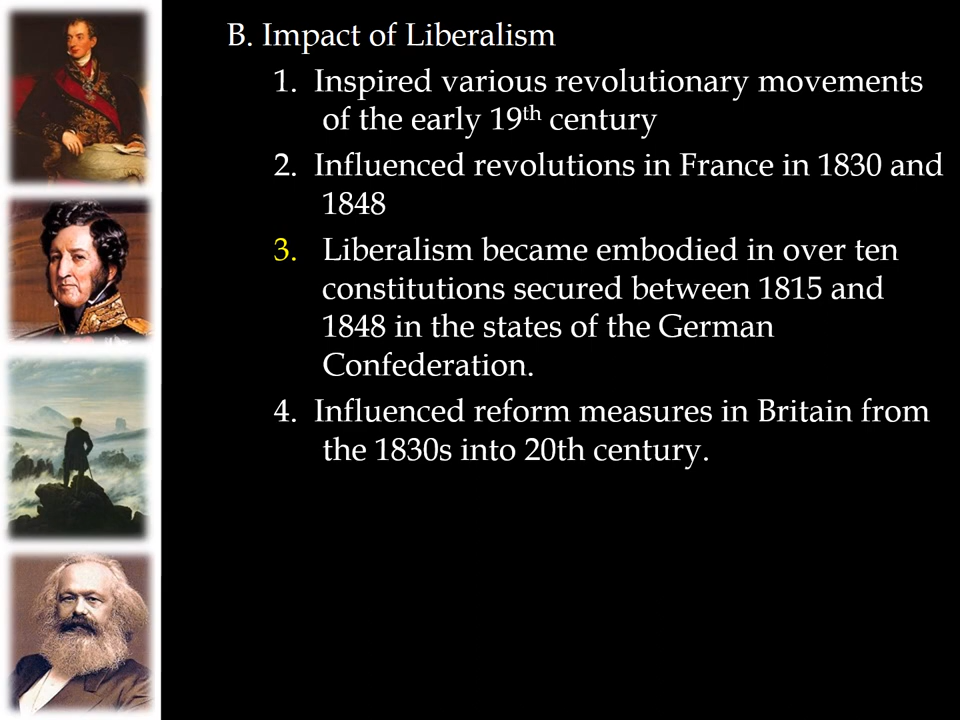 B. Impact of Liberalism
1. Inspired various revolutionary movements
of the early 19th century
2. Influenced revolutions in France in 1830 and
1848
3. Liberalism became embodied in over ten
constitutions secured between 1815 and
1848 in the states of the German
Confederation.
4. Influenced reform measures in Britain from
the 1830s into 20th century.